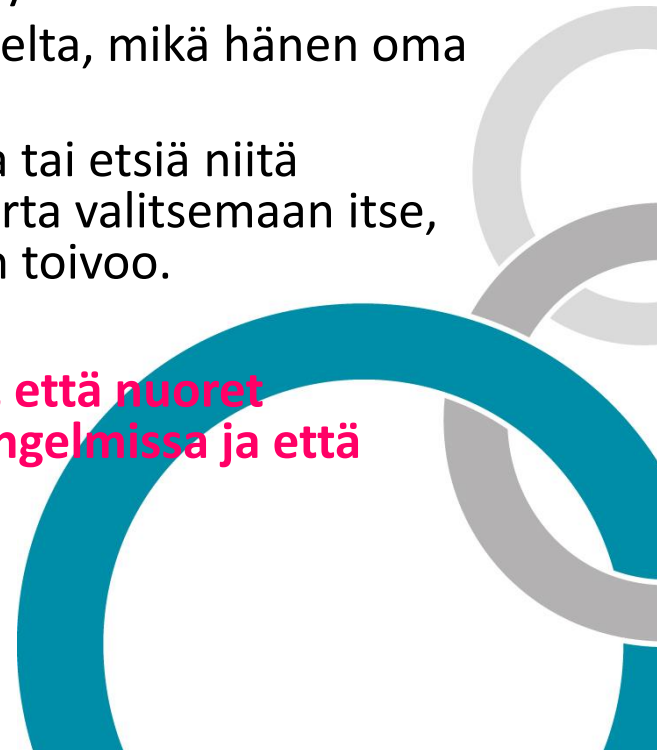 elta, mikä hänen oma
tai etsiä niitä
rta valitsemaan itse,
toivoo.
että nuoret
ngelmissa ja että